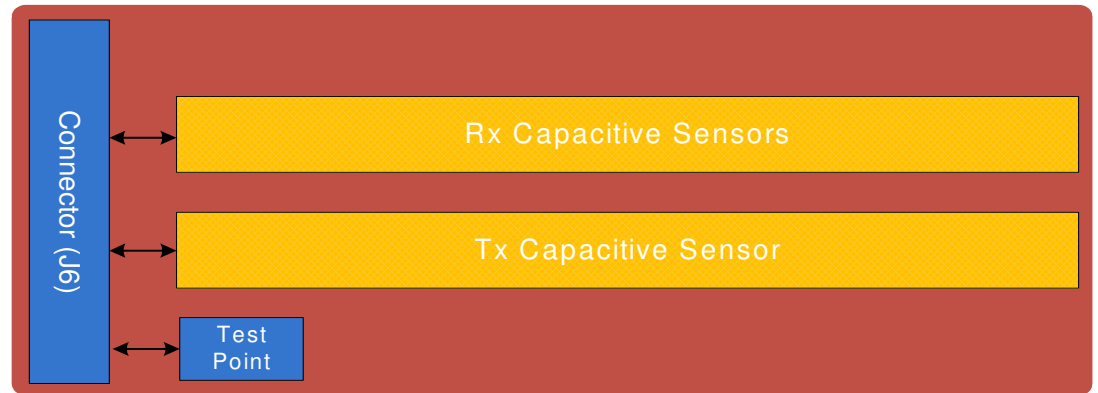 Connector (J6)
Rx Capacitive Sensors
Tx Capacitive Sensor
Test
Point